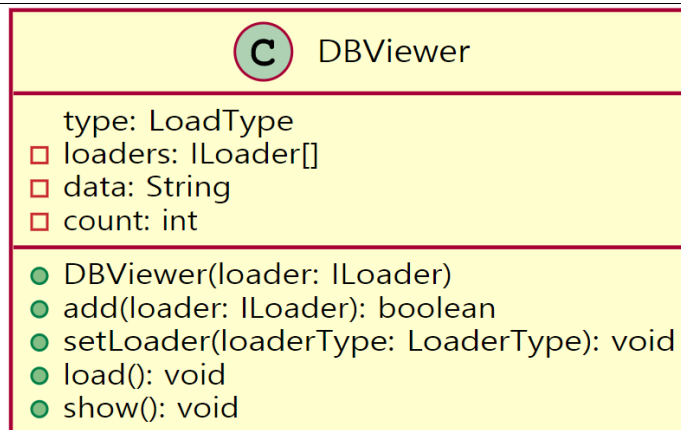 C DBViewer
type: LoadType
loaders: ILoader[]
data: String
count: int
DBViewer(loader: ILoader)
add(loader: ILoader): boolean
setLoader(loaderType: LoaderType): void
load(): void
show(): void